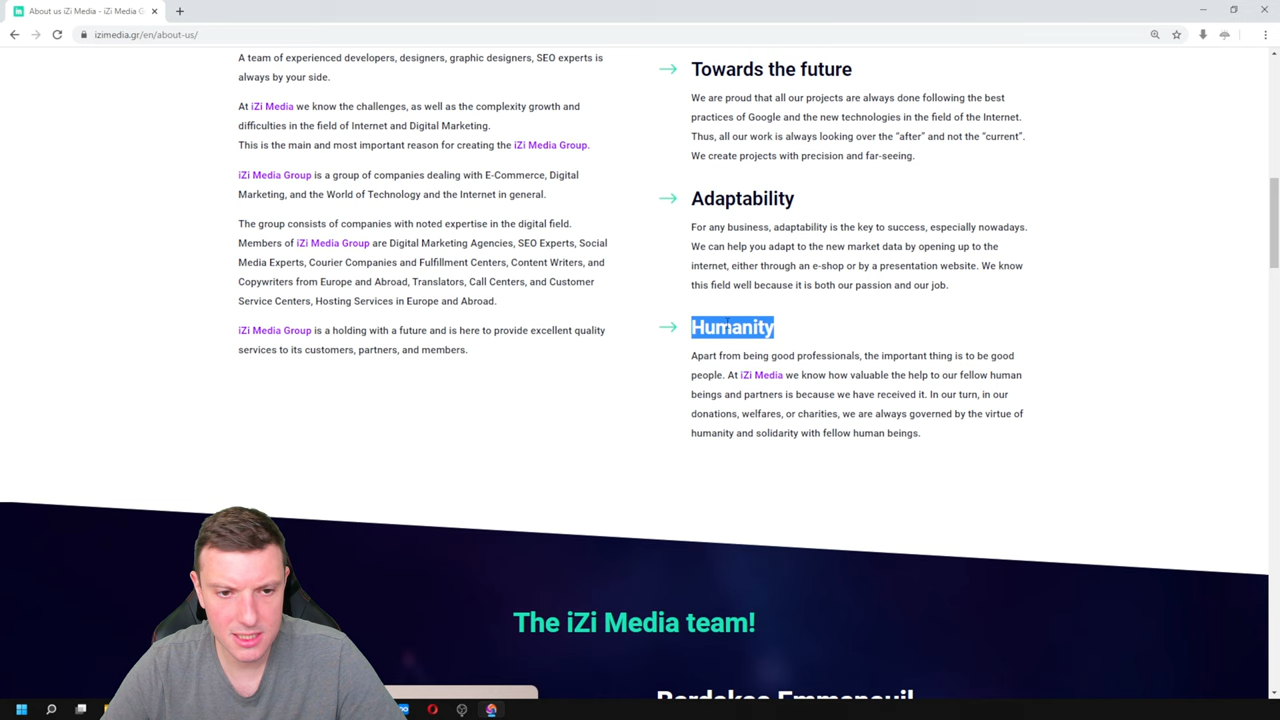 About us iZi Media - iZi Media G
izimedia.gr/en/about-us/
A team of experienced developers, designers, graphic designers, SEO experts is
always by your side.
At iZi Media we know the challenges, as well as the complexity growth and
difficulties in the field of Internet and Digital Marketing.
This is the main and most important reason for creating the iZi Media Group.
iZi Media Group is a group of companies dealing with E-Commerce, Digital
Marketing, and the World of Technology and the Internet in general.
The group consists of companies with noted expertise in the digital field.
Members of iZi Media Group are Digital Marketing Agencies, SEO Experts, Social
Media Experts, Courier Companies and Fulfillment Centers, Content Writers, and
Copywriters from Europe and Abroad, Translators, Call Centers, and Customer
Service Centers, Hosting Services in Europe and Abroad.
iZi Media Group is a holding with a future and is here to provide excellent quality
services to its customers, partners, and members.
Towards the future
We are proud that all our projects are always done following the best
practices of Google and the new technologies in the field of the Internet.
Thus, all our work is always looking over the “after” and not the “current”.
We create projects with precision and far-seeing.
Adaptability
For any business, adaptability is the key to success, especially nowadays.
We can help you adapt to the new market data by opening up to the
internet, either through an e-shop or by a presentation website. We know
this field well because it is both our passion and our job.
Humanity
Apart from being good professionals, the important thing is to be good
people. At iZi Media we know how valuable the help to our fellow human
beings and partners is because we have received it. In our turn, in our
donations, welfares, or charities, we are always governed by the virtue of
humanity and solidarity with fellow human beings.
The iZi Media team!